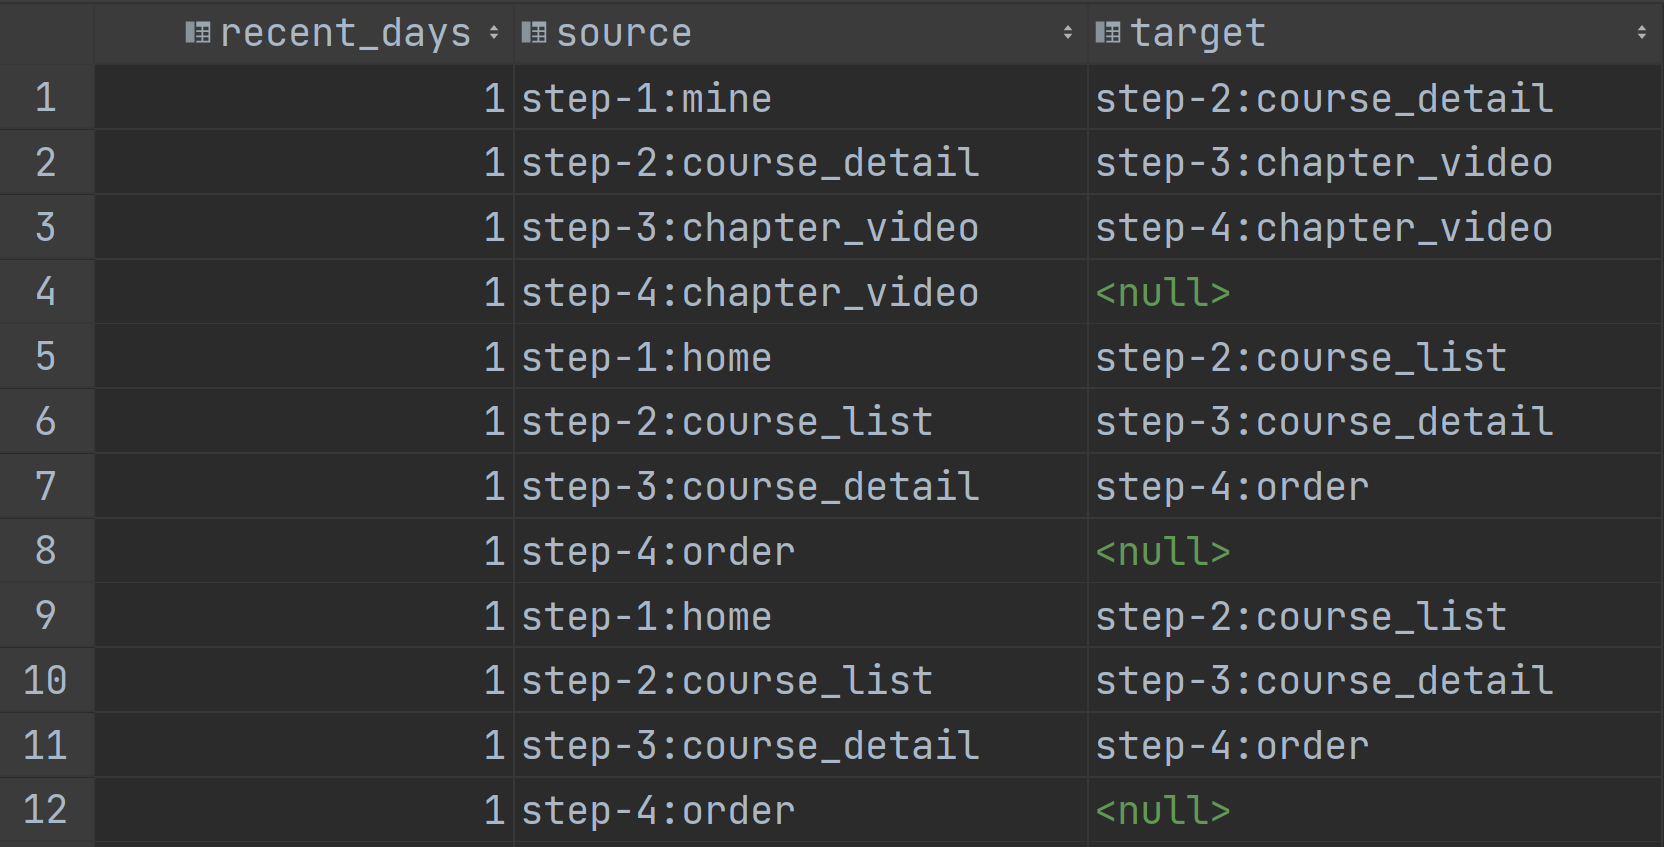 recent_days source target
1 1 step-1:mine step-2:course_detail
2 1 step-2:course_detail step-3:chapter_video
3 1 step-3:chapter_video step-4:chapter_video
4 1 step-4:chapter_video <null>
5 1 step-1:home step-2:course_list
6 1 step-2:course_list step-3:course_detail
7 1 step-3:course_detail step-4:order
8 1 step-4:order <null>
9 1 step-1:home step-2:course_list
10 1 step-2:course_list step-3:course_detail
11 1 step-3:course_detail step-4:order
12 1 step-4:order <null>